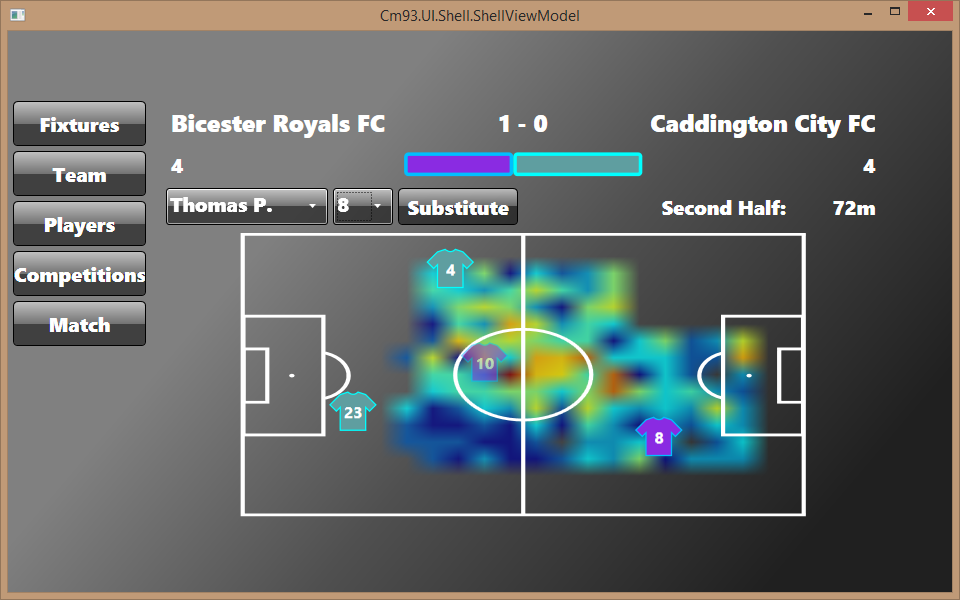 Cm93.UI.Shell.ShellViewModel
Fixtures
Team
Players
Competitions
Match
Bicester Royals FC 1 - 0 Caddington City FC
4 4
Thomas P. 8 Substitute Second Half: 72m
4
10
23
8